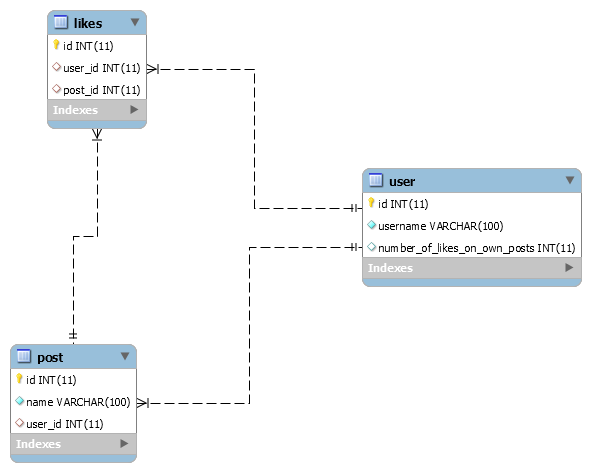 likes
id INT(11)
user_id INT(11)
post_id INT(11)
Indexes
user
id INT(11)
username VARCHAR(100)
number_of_likes_on_own_posts INT(11)
Indexes
post
id INT(11)
name VARCHAR(100)
user_id INT(11)
Indexes